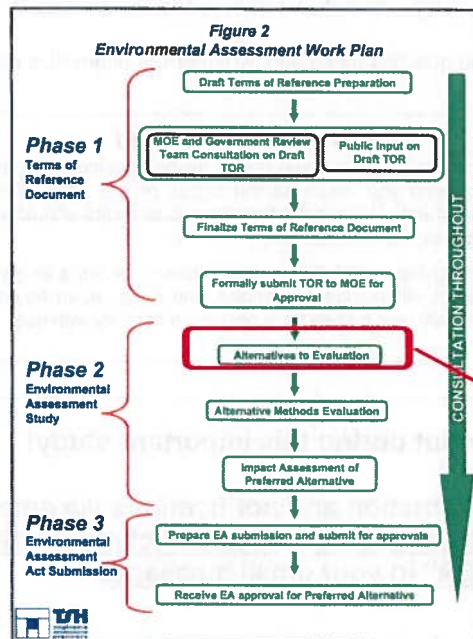 Figure 2
Environmental Assessment Work Plan
Draft Terms of Reference Preparation
Phase 1
Terms of
Reference
Document
MOE and Government Review
Team Consultation on Draft
TOR
Public Input on
Draft TOR
Finalize Terms of Reference Document
Formally submit TOR to MOE for
Approval
Phase 2
Environmental
Assessment
Study
Alternatives to Evaluation
Alternative Methods Evaluation
Impact Assessment of
Preferred Alternative
Phase 3
Environmental
Assessment
Act Submission
Prepare EA submission and submit for approvals
Receive EA approval for Preferred Alternative
CONSULTATION THROUGHOUT
TSH